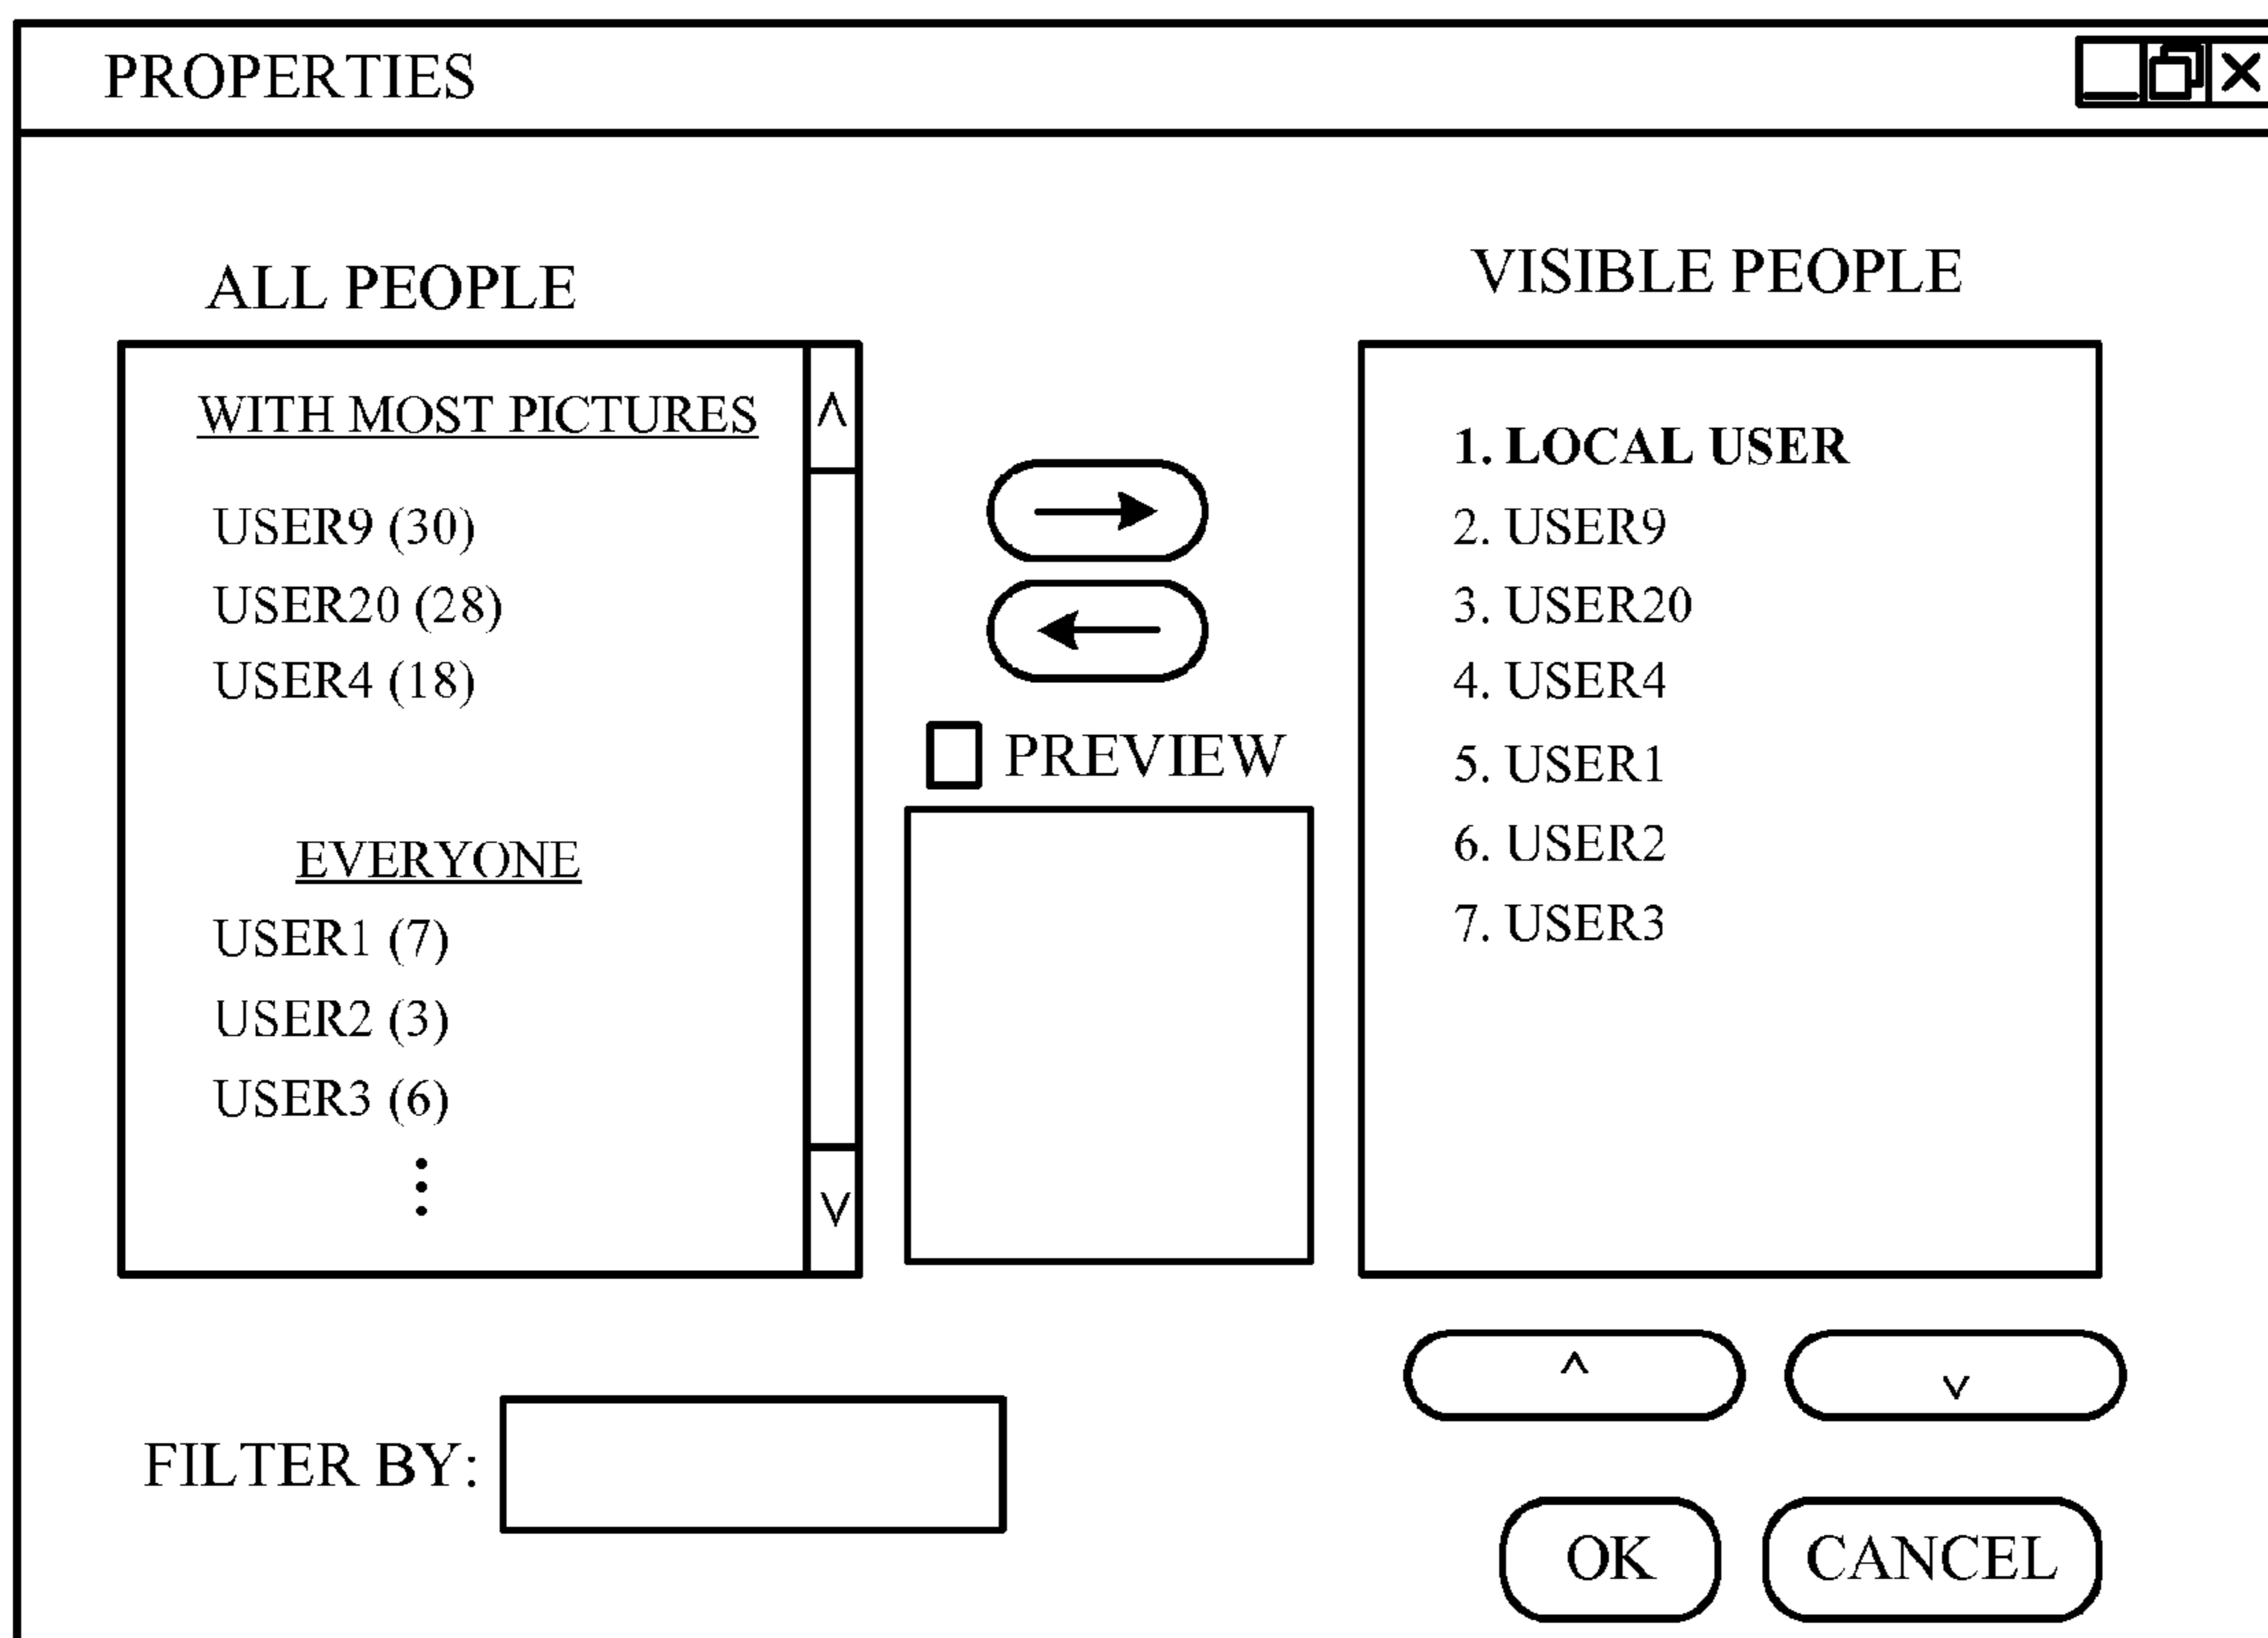 PROPERTIES
ALL PEOPLE
WITH MOST PICTURES
USER9 (30)
USER20 (28)
USER4 (18)
EVERYONE
USER1 (7)
USER2 (3)
USER3 (6)
PREVIEW
VISIBLE PEOPLE
1. LOCAL USER
2. USER9
3. USER20
4. USER4
5. USER1
6. USER2
7. USER3
FILTER BY:
OK
CANCEL